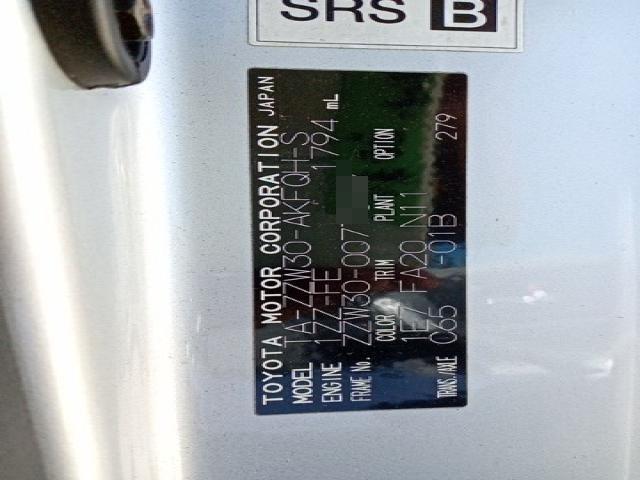 SRS B
TOYOTA MOTOR CORPORATION JAPAN
MODEL TA-ZZW30-AKFQH-S
ENGINE 1ZZ-FE 1794 mL
FRAME No. ZZW30-007
COLOR TRIM PLANT OPTION
1E7 FA20 N11
TRANS./AXLE 065 -01B 279